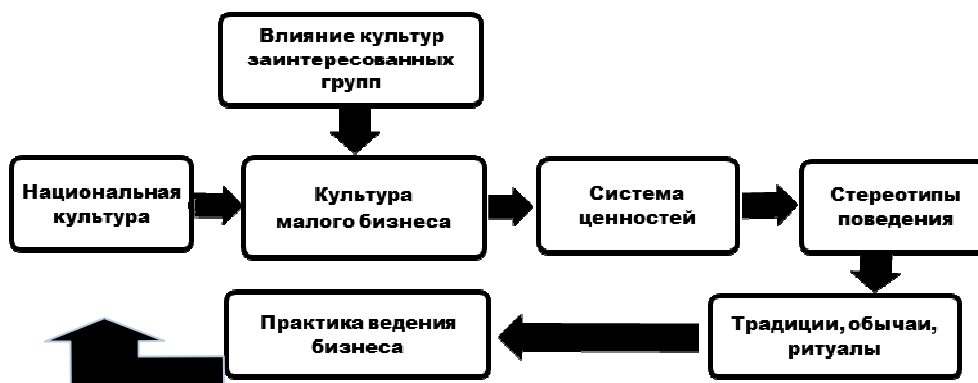 Влияние культур
заинтересованных
групп
Национальная
культура
Культура
малого бизнеса
Система
ценностей
Стереотипы
поведения
Практика ведения
бизнеса
Традиции, обычаи,
ритуалы